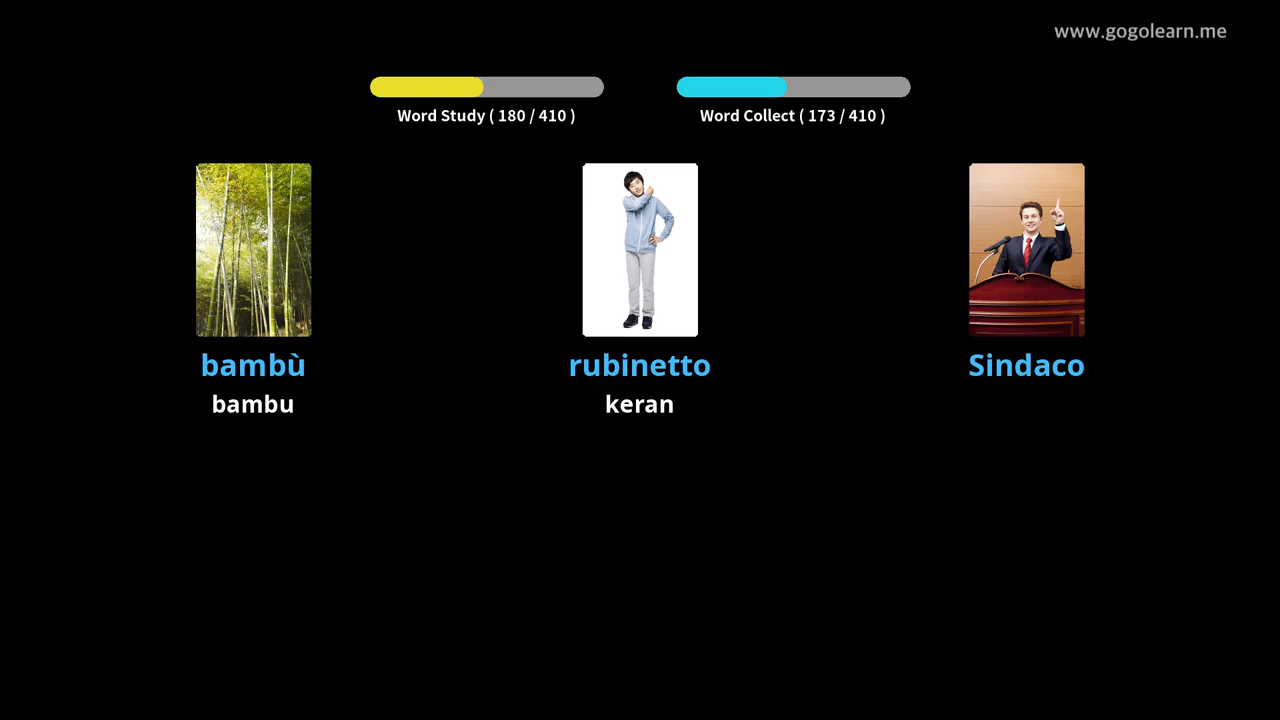 www.gogolearn.me
Word Study ( 180 / 410 )
Word Collect ( 173 / 410 )
bambù
rubinetto
Sindaco
bambu
keran